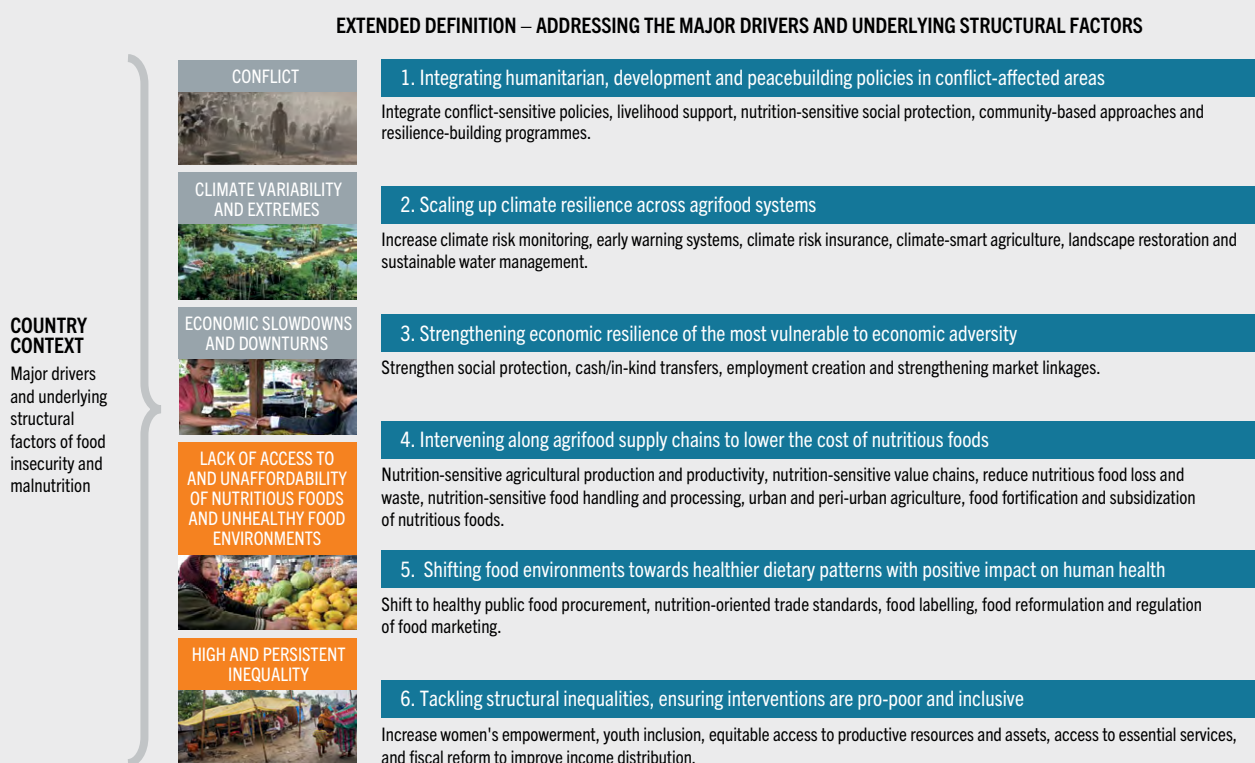 EXTENDED DEFINITION – ADDRESSING THE MAJOR DRIVERS AND UNDERLYING STRUCTURAL FACTORS
COUNTRY
CONTEXT
Major drivers
and underlying
structural
factors of food
insecurity and
malnutrition
CONFLICT
1. Integrating humanitarian, development and peacebuilding policies in conflict-affected areas
Integrate conflict-sensitive policies, livelihood support, nutrition-sensitive social protection, community-based approaches and
resilience-building programmes.
CLIMATE VARIABILITY
AND EXTREMES
2. Scaling up climate resilience across agrifood systems
Increase climate risk monitoring, early warning systems, climate risk insurance, climate-smart agriculture, landscape restoration and
sustainable water management.
ECONOMIC SLOWDOWNS
AND DOWNTURNS
3. Strengthening economic resilience of the most vulnerable to economic adversity
Strengthen social protection, cash/in-kind transfers, employment creation and strengthening market linkages.
LACK OF ACCESS TO
AND UNAFFORDABILITY
OF NUTRITIOUS FOODS
AND UNHEALTHY FOOD
ENVIRONMENTS
4. Intervening along agrifood supply chains to lower the cost of nutritious foods
Nutrition-sensitive agricultural production and productivity, nutrition-sensitive value chains, reduce nutritious food loss and
waste, nutrition-sensitive food handling and processing, urban and peri-urban agriculture, food fortification and subsidization
of nutritious foods.
5. Shifting food environments towards healthier dietary patterns with positive impact on human health
Shift to healthy public food procurement, nutrition-oriented trade standards, food labelling, food reformulation and regulation
of food marketing.
HIGH AND PERSISTENT
INEQUALITY
6. Tackling structural inequalities, ensuring interventions are pro-poor and inclusive
Increase women's empowerment, youth inclusion, equitable access to productive resources and assets, access to essential services,
and fiscal reform to improve income distribution.